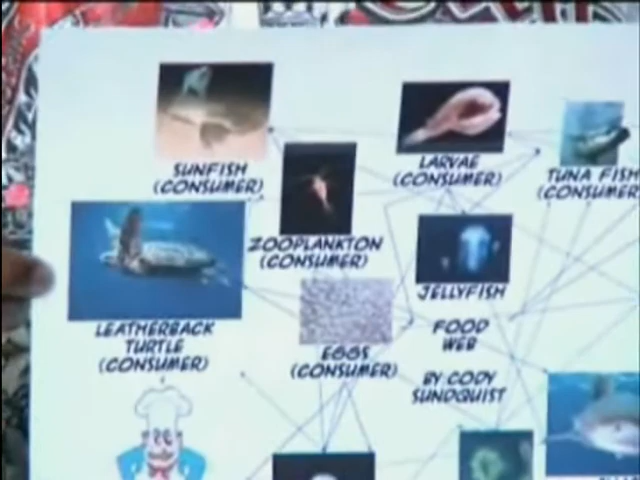 SUNFISH
(CONSUMER)
LARVAE
(CONSUMER)
TUNA FISH
(CONSUMER
ZOOPLANKTON
(CONSUMER)
JELLYFISH
LEATHERBACK
TURTLE
(CONSUMER)
EGGS
(CONSUMER)
FOOD
WEB
BY CODY
SUNDQUIST